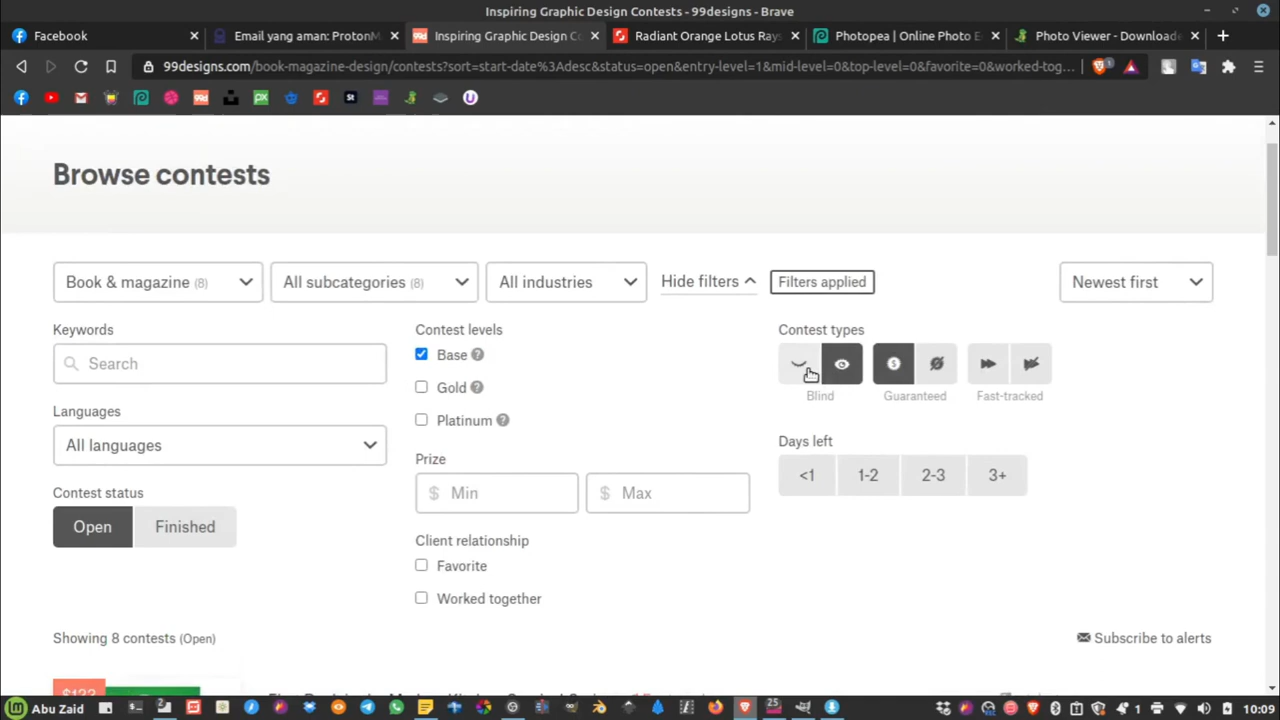 Inspiring Graphic Design Contests - 99designs - Brave
Facebook
Email yang aman: ProtonM
Inspiring Graphic Design Co
Radiant Orange Lotus Rays
Photopea | Online Photo E
Photo Viewer - Downloade
99designs.com/book-magazine-design/contests?sort=start-date%3Adesc&status=open&entry-level=1&mid-level=0&top-level=0&favorite=0&worked-tog...
Browse contests
Book & magazine (8)
All subcategories (8)
All industries
Hide filters
Filters applied
Newest first
Keywords
Search
Languages
All languages
Contest status
Open
Finished
Contest levels
Base ?
Gold ?
Platinum ?
Prize
$ Min
$ Max
Client relationship
Favorite
Worked together
Contest types
Blind
Guaranteed
Fast-tracked
Days left
<1
1-2
2-3
3+
Showing 8 contests (Open)
Subscribe to alerts
Abu Zaid
10:09